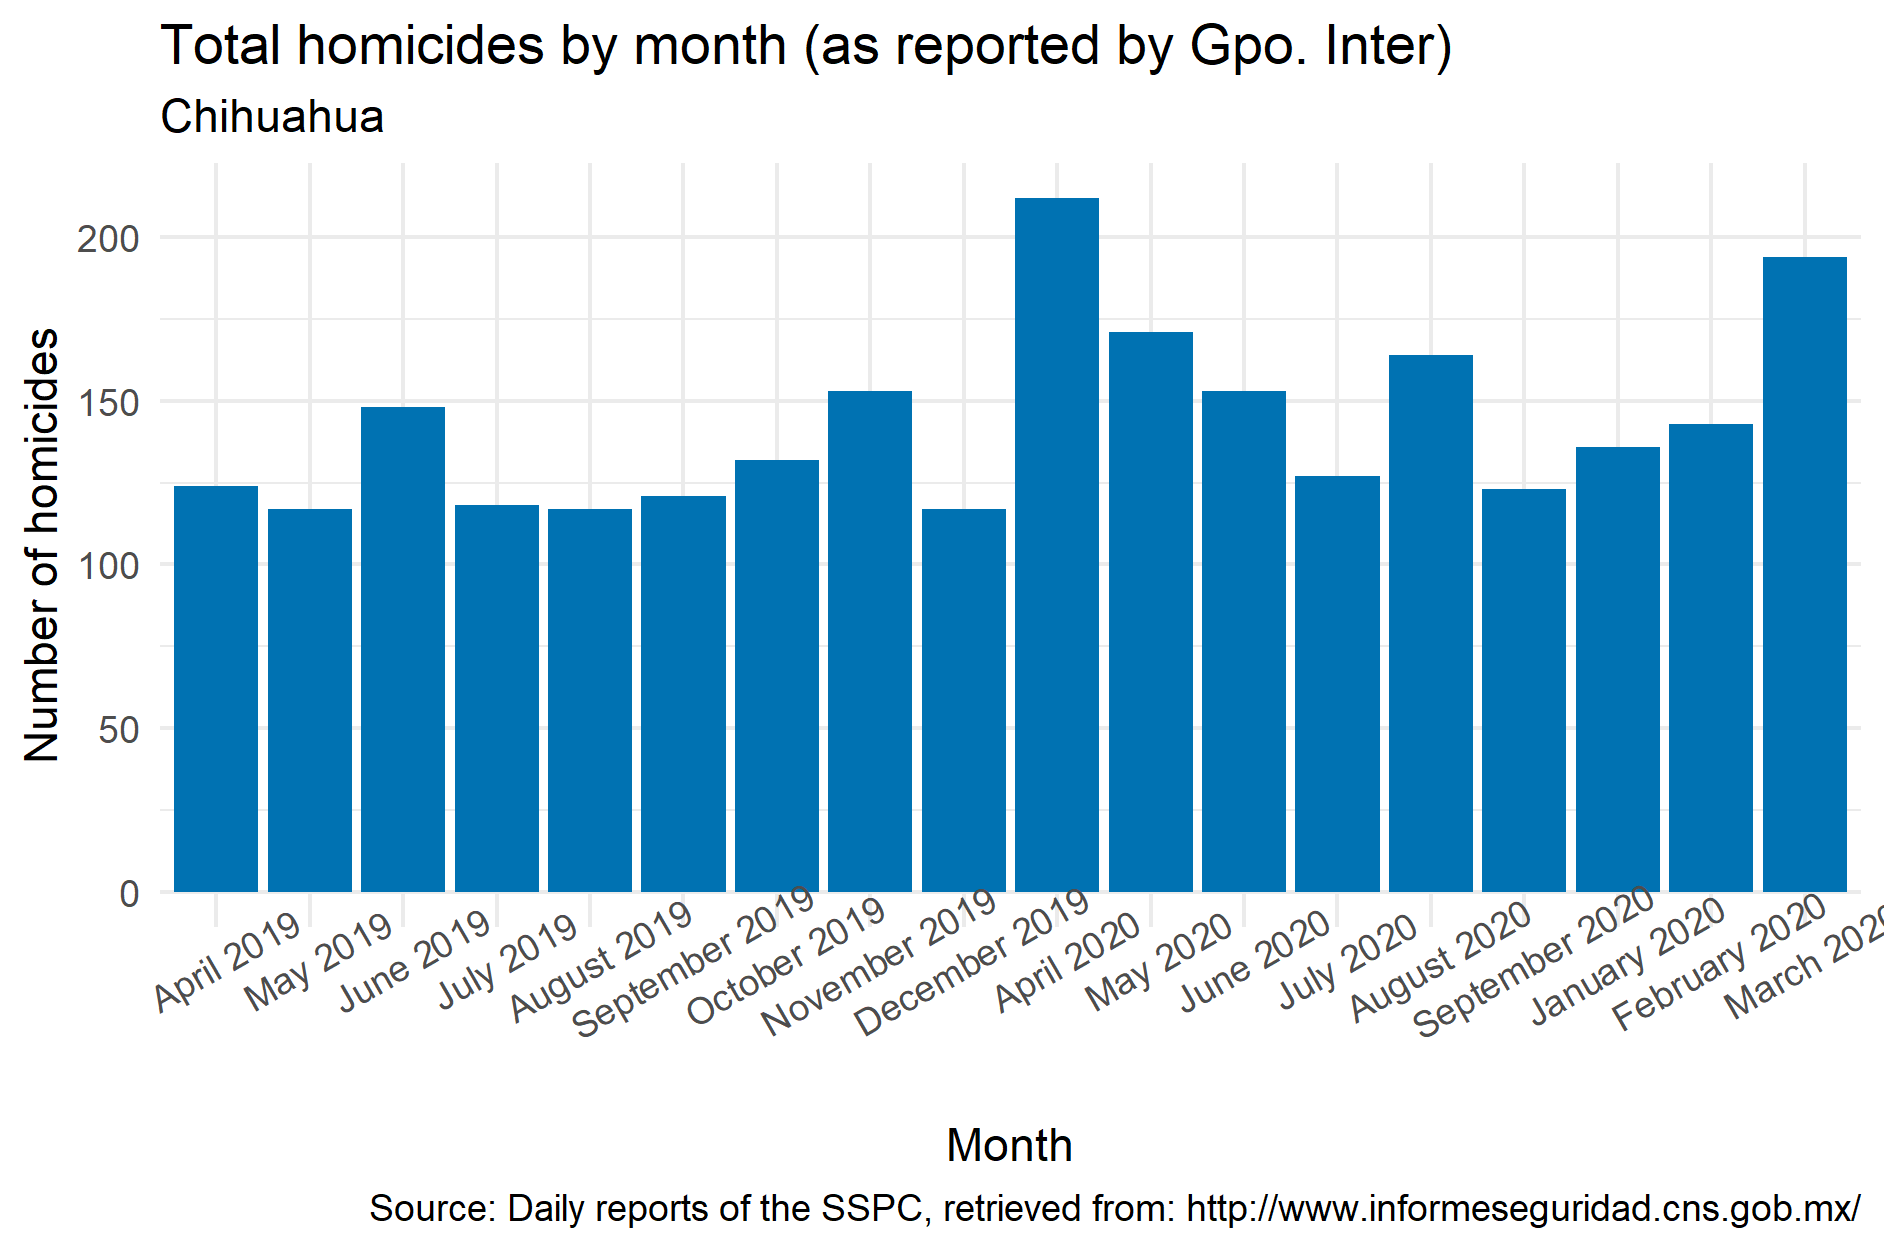 Total homicides by month (as reported by Gpo. Inter)
Chihuahua
Number of homicides
200
150
100
50
0
April 2019
May 2019
June 2019
July 2019
August 2019
September 2019
October 2019
November 2019
December 2019
April 2020
May 2020
June 2020
July 2020
August 2020
September 2020
January 2020
February 2020
March 2020
Month
Source: Daily reports of the SSPC, retrieved from: http://www.informeseguridad.cns.gob.mx/